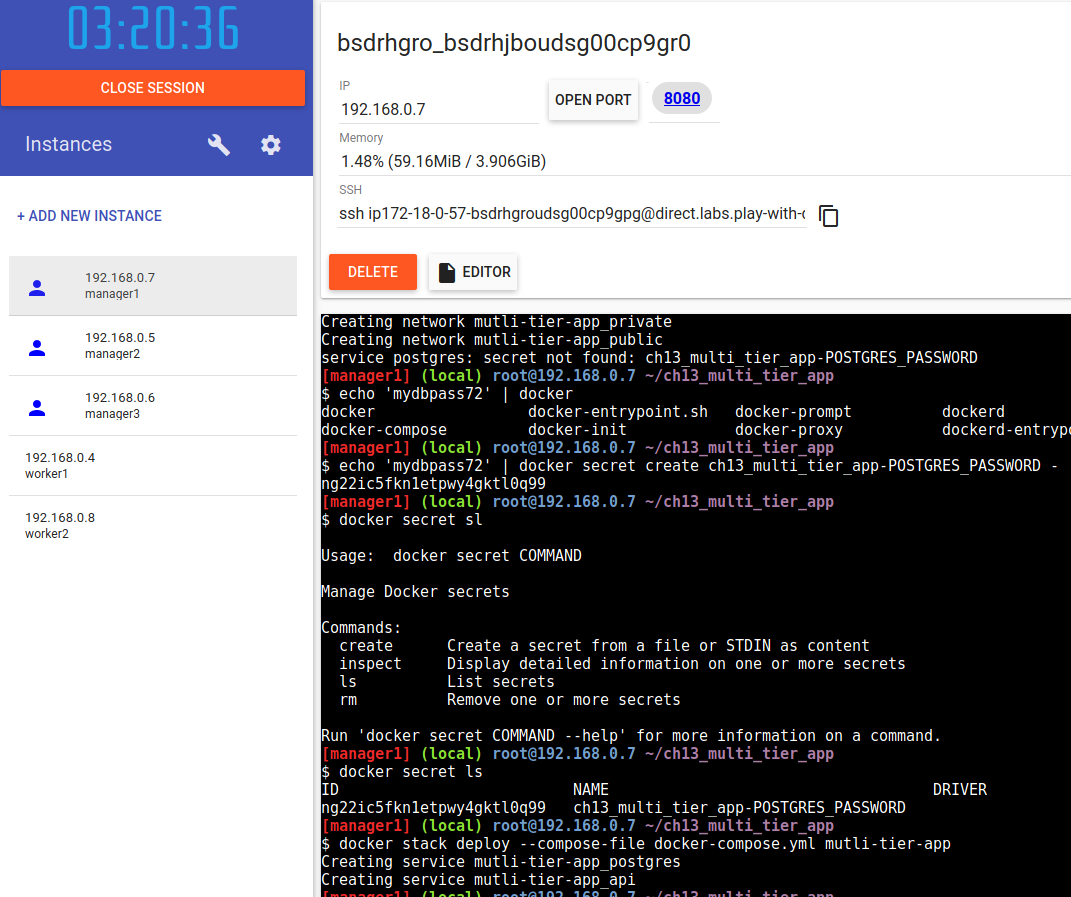 03:20:36
CLOSE SESSION
Instances
+ ADD NEW INSTANCE
192.168.0.7
manager1
192.168.0.5
manager2
192.168.0.6
manager3
192.168.0.4
worker1
192.168.0.8
worker2
bsdrhgro_bsdrhjboudsg00cp9gr0
IP
192.168.0.7
OPEN PORT
8080
Memory
1.48% (59.16MiB / 3.906GiB)
SSH
ssh ip172-18-0-57-bsdrhgroudsg00cp9gpg@direct.labs.play-with-
DELETE
EDITOR
Creating network mutli-tier-app_private
Creating network mutli-tier-app_public
service postgres: secret not found: ch13_multi_tier_app-POSTGRES_PASSWORD
[manager1] (local) root@192.168.0.7 ~/ch13_multi_tier_app
$ echo 'mydbpass72' | docker
docker docker-entrypoint.sh docker-prompt dockerd
docker-compose docker-init docker-proxy dockerd-entryp
[manager1] (local) root@192.168.0.7 ~/ch13_multi_tier_app
$ echo 'mydbpass72' | docker secret create ch13_multi_tier_app-POSTGRES_PASSWORD -
ng22ic5fkn1etpwy4gktl0q99
[manager1] (local) root@192.168.0.7 ~/ch13_multi_tier_app
$ docker secret sl
Usage: docker secret COMMAND
Manage Docker secrets
Commands:
create Create a secret from a file or STDIN as content
inspect Display detailed information on one or more secrets
ls List secrets
rm Remove one or more secrets
Run 'docker secret COMMAND --help' for more information on a command.
[manager1] (local) root@192.168.0.7 ~/ch13_multi_tier_app
$ docker secret ls
ID NAME DRIVER
ng22ic5fkn1etpwy4gktl0q99 ch13_multi_tier_app-POSTGRES_PASSWORD
[manager1] (local) root@192.168.0.7 ~/ch13_multi_tier_app
$ docker stack deploy --compose-file docker-compose.yml mutli-tier-app
Creating service mutli-tier-app_postgres
Creating service mutli-tier-app_api
[manager1] (local) root@192.168.0.7 ~/ch13_multi_tier_app